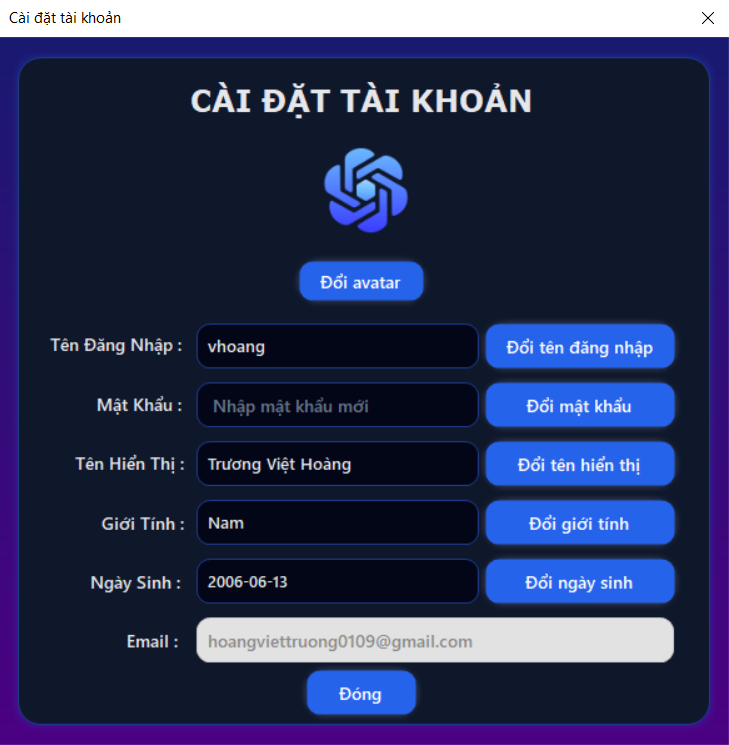 Cài đặt tài khoản
CÀI ĐẶT TÀI KHOẢN
Đổi avatar
Tên Đăng Nhập : vhoang Đổi tên đăng nhập
Mật Khẩu : Nhập mật khẩu mới Đổi mật khẩu
Tên Hiển Thị : Trương Việt Hoàng Đổi tên hiển thị
Giới Tính : Nam Đổi giới tính
Ngày Sinh : 2006-06-13 Đổi ngày sinh
Email : hoangviettruong0109@gmail.com
Đóng